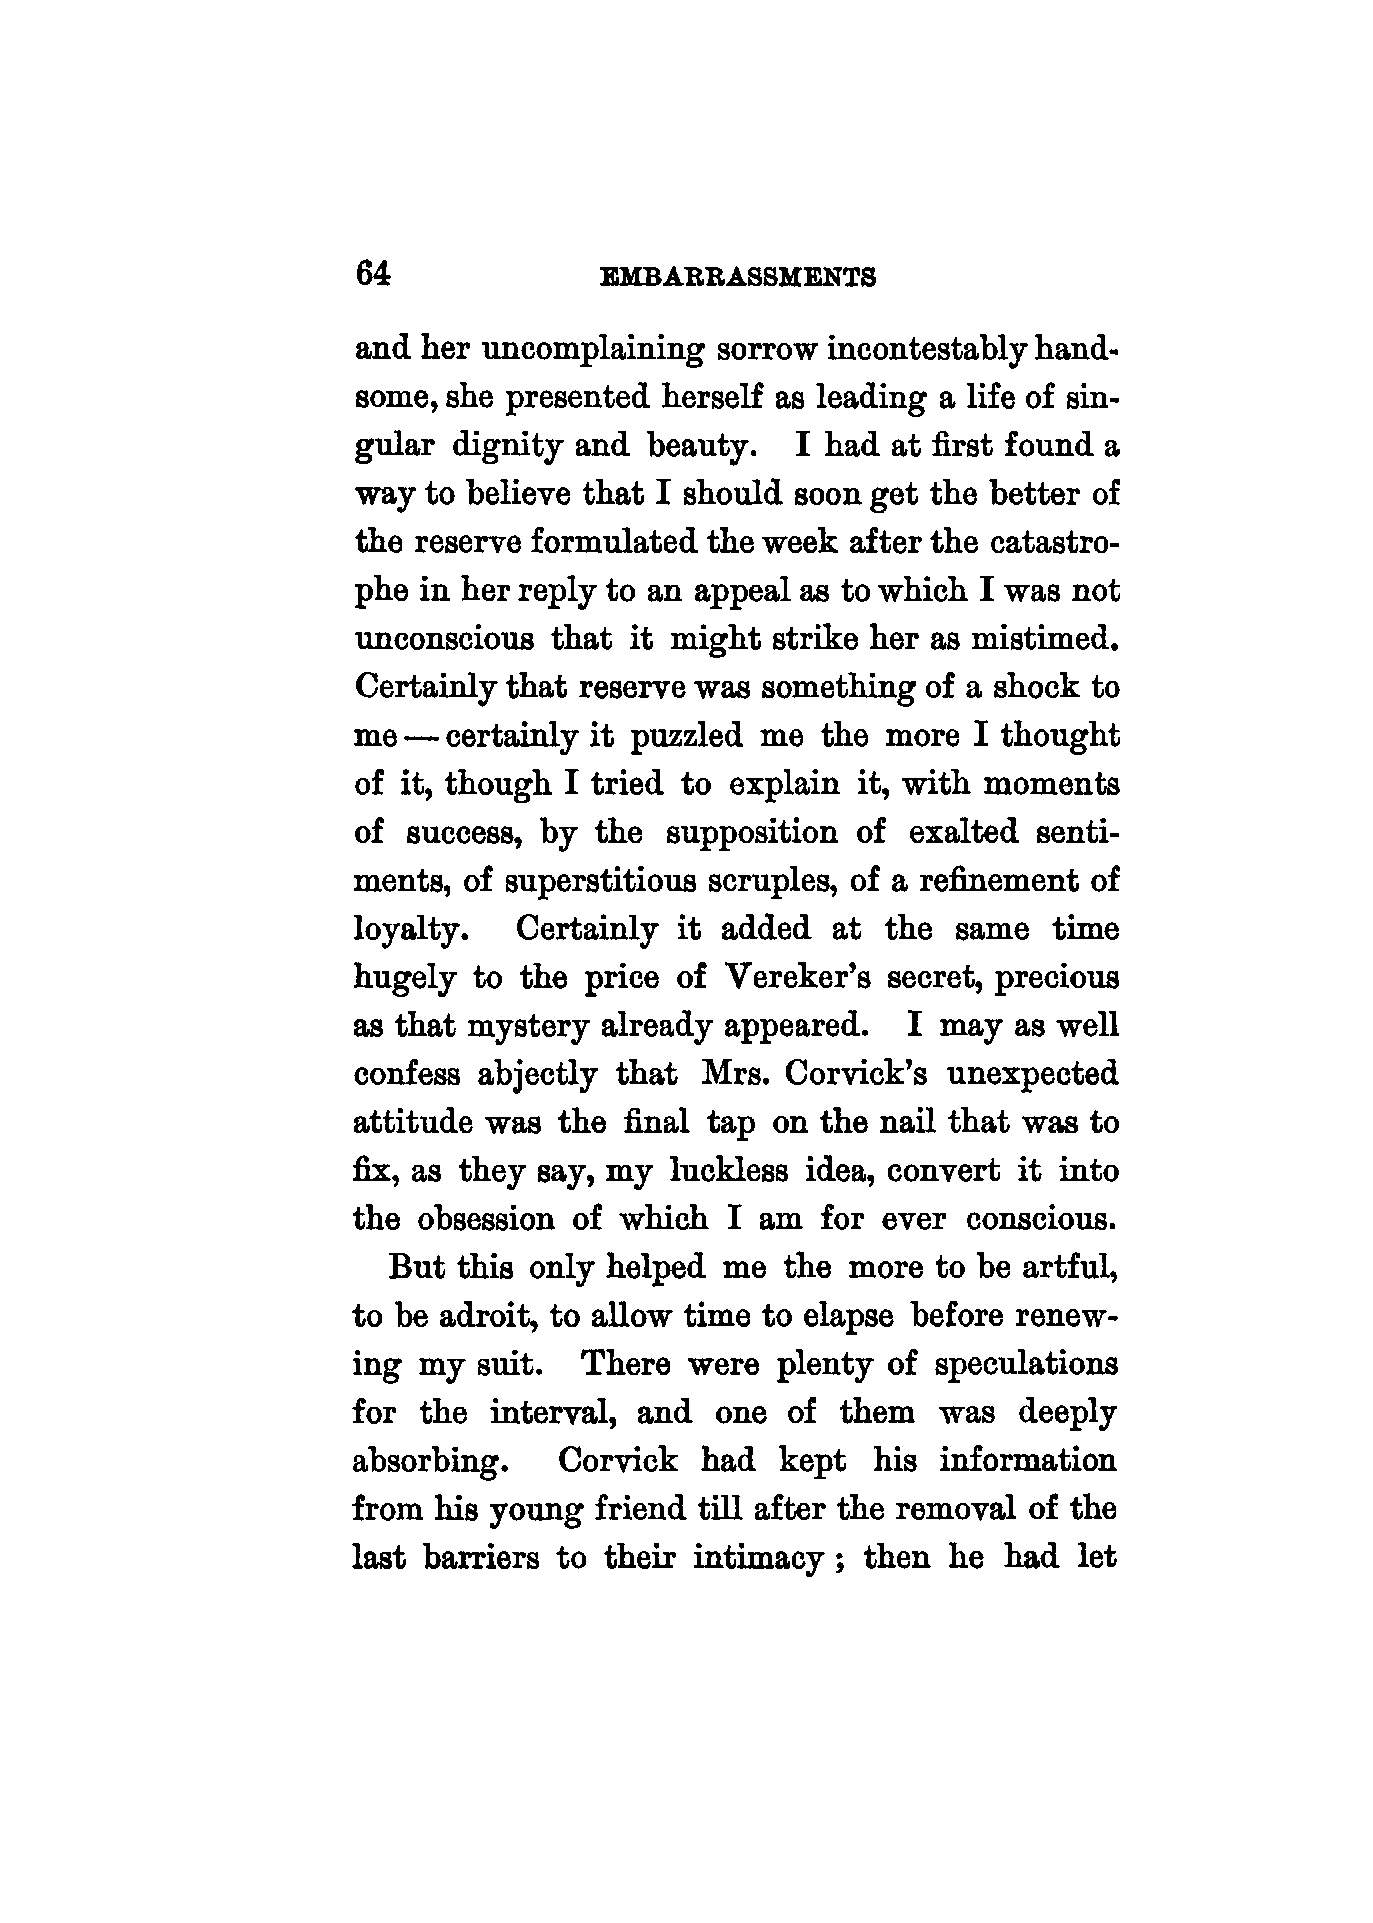 64 EMBARRASSMENTS
and her uncomplaining sorrow incontestably hand-
some, she presented herself as leading a life of sin-
gular dignity and beauty. I had at first found a
way to believe that I should soon get the better of
the reserve formulated the week after the catastro-
phe in her reply to an appeal as to which I was not
unconscious that it might strike her as mistimed.
Certainly that reserve was something of a shock to
me — certainly it puzzled me the more I thought
of it, though I tried to explain it, with moments
of success, by the supposition of exalted senti-
ments, of superstitious scruples, of a refinement of
loyalty. Certainly it added at the same time
hugely to the price of Vereker's secret, precious
as that mystery already appeared. I may as well
confess abjectly that Mrs. Corvick's unexpected
attitude was the final tap on the nail that was to
fix, as they say, my luckless idea, convert it into
the obsession of which I am for ever conscious.
But this only helped me the more to be artful,
to be adroit, to allow time to elapse before renew-
ing my suit. There were plenty of speculations
for the interval, and one of them was deeply
absorbing. Corvick had kept his information
from his young friend till after the removal of the
last barriers to their intimacy; then he had let